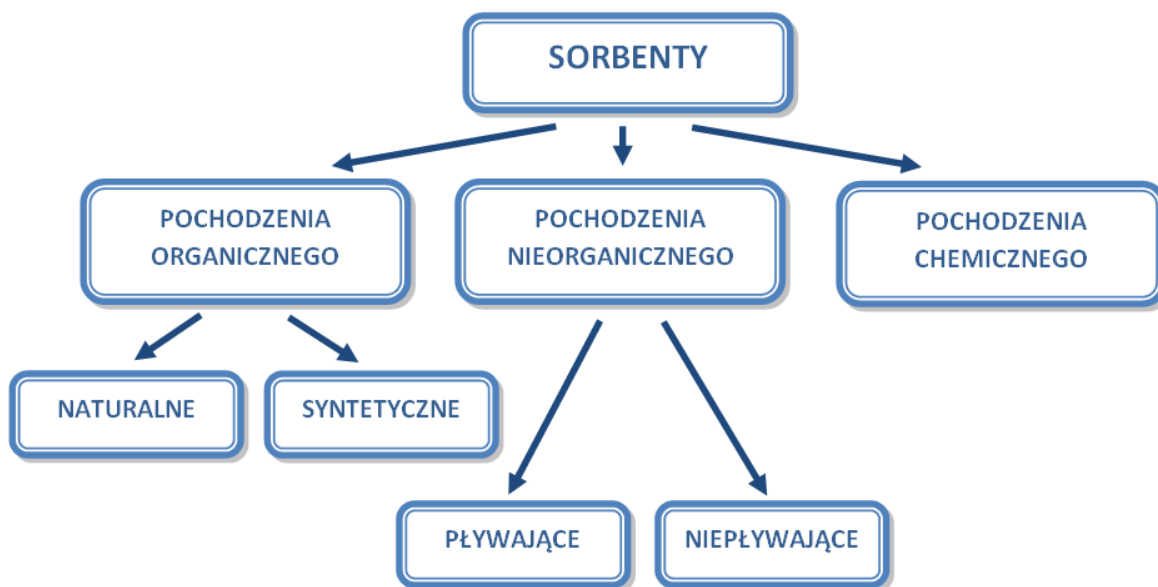 SORBENTY
POCHODZENIA
ORGANICZNEGO
POCHODZENIA
NIEORGANICZNEGO
POCHODZENIA
CHEMICZNEGO
NATURALNE
SYNTETYCZNE
PŁYWAJĄCE
NIEPŁYWAJĄCE